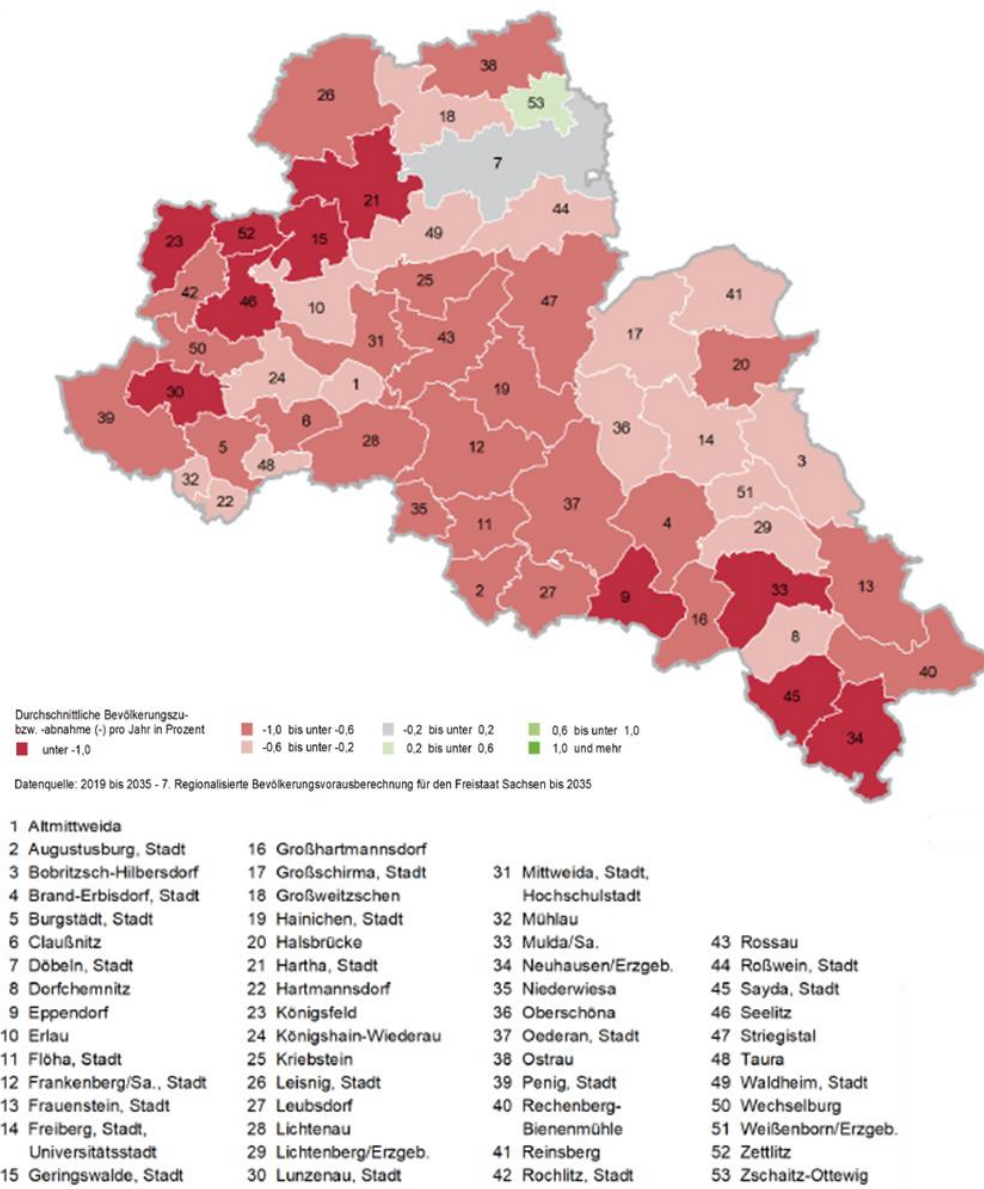 38
26
53
18
7
21
44
49
23
52
15
25
41
42
46
10
47
17
31
43
50
20
24
1
19
30
39
6
36
28
14
5
12
3
48
32
51
22
37
35
4
11
29
13
2
27
33
9
16
8
40
45
34
Durchschnittliche Bevölkerungszu-
bzw. -abnahme (-) pro Jahr in Prozent
unter -1,0
-1,0 bis unter -0,6
-0,6 bis unter -0,2
-0,2 bis unter 0,2
0,2 bis unter 0,6
0,6 bis unter 1,0
1,0 und mehr
Datenquelle: 2019 bis 2035 - 7. Regionalisierte Bevölkerungsvorausberechnung für den Freistaat Sachsen bis 2035
1 Altmittweida
2 Augustusburg, Stadt
3 Bobritzsch-Hilbersdorf
4 Brand-Erbisdorf, Stadt
5 Burgstädt, Stadt
6 Claußnitz
7 Döbeln, Stadt
8 Dorfchemnitz
9 Eppendorf
10 Erlau
11 Flöha, Stadt
12 Frankenberg/Sa., Stadt
13 Frauenstein, Stadt
14 Freiberg, Stadt,
Universitätsstadt
15 Geringswalde, Stadt
16 Großhartmannsdorf
17 Großschirma, Stadt
18 Großweitzschen
19 Hainichen, Stadt
20 Halsbrücke
21 Hartha, Stadt
22 Hartmannsdorf
23 Königsfeld
24 Königshain-Wiederau
25 Kriebstein
26 Leisnig, Stadt
27 Leubsdorf
28 Lichtenau
29 Lichtenberg/Erzgeb.
30 Lunzenau, Stadt
31 Mittweida, Stadt,
Hochschulstadt
32 Mühlau
33 Mulda/Sa.
34 Neuhausen/Erzgeb.
35 Niederwiesa
36 Oberschöna
37 Oederan, Stadt
38 Ostrau
39 Penig, Stadt
40 Rechenberg-
Bienenmühle
41 Reinsberg
42 Rochlitz, Stadt
43 Rossau
44 Roßwein, Stadt
45 Sayda, Stadt
46 Seelitz
47 Striegistal
48 Taura
49 Waldheim, Stadt
50 Wechselburg
51 Weißenborn/Erzgeb.
52 Zettlitz
53 Zschaitz-Ottewig